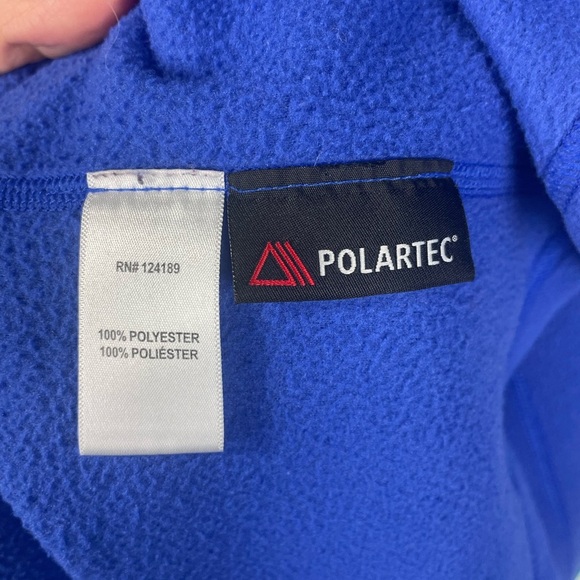 RN# 124189
100% POLYESTER
100% POLIÉSTER
POLARTEC®